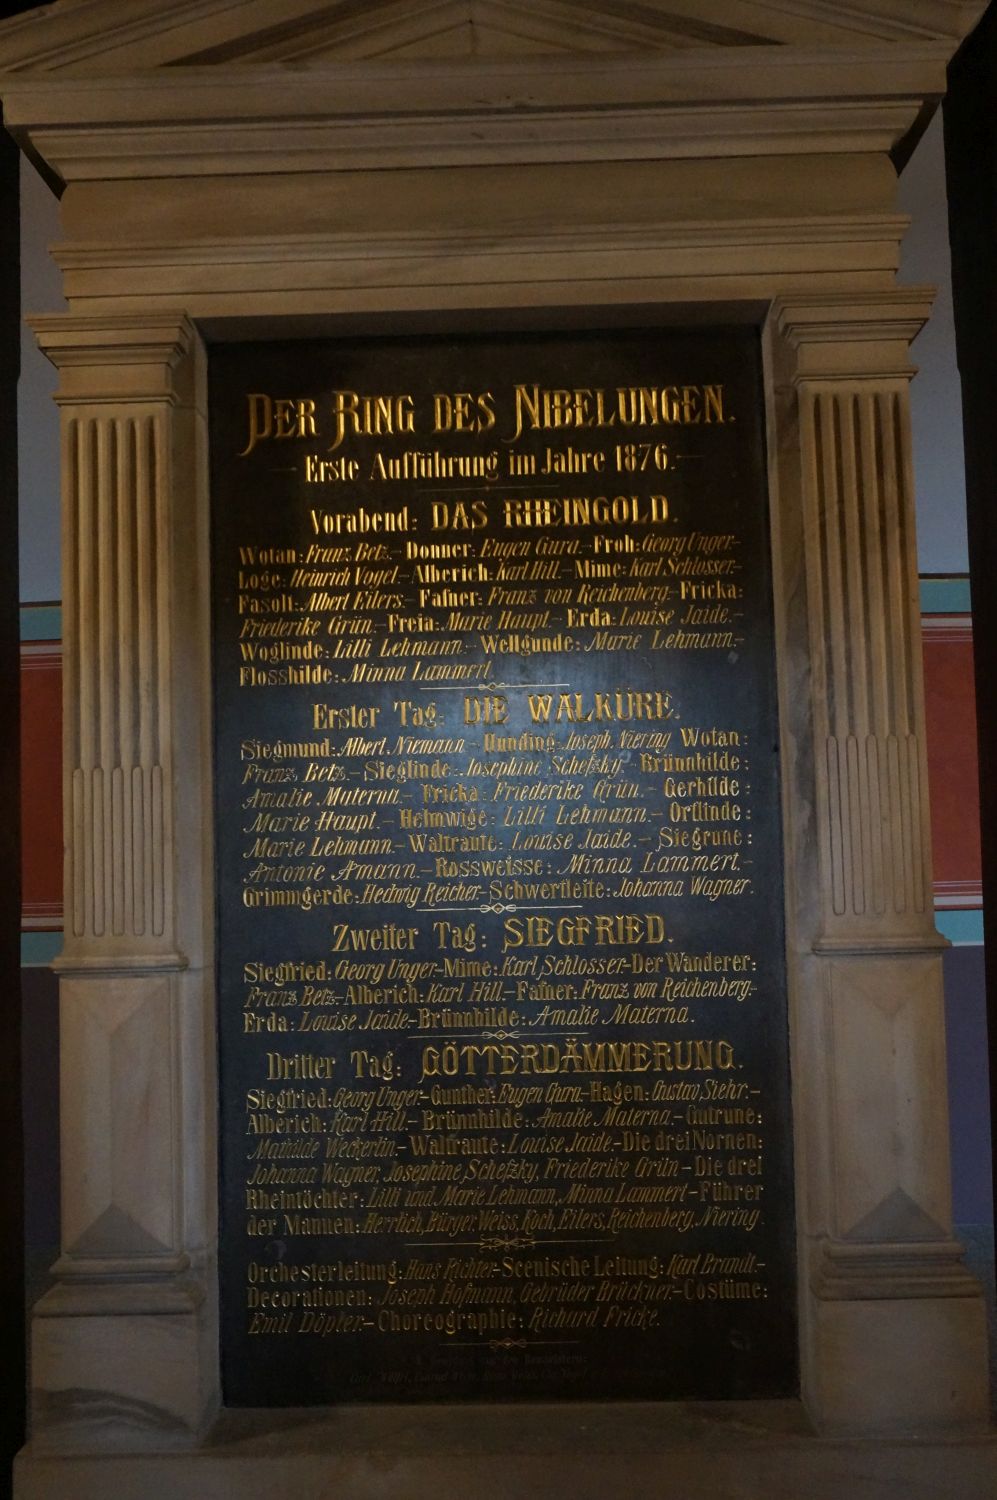 DER RING DES NIBELUNGEN.
Erste Aufführung im Jahre 1876.
Vorabend: DAS RHEINGOLD.
Wotan: Franz Betz.-Donner: Eugen Gura.-Froh: Georg Unger.-
Loge: Heinrich Vogel.-Alberich: Karl Hill.-Mime: Karl Schlosser.-
Fasolt: Albert Eilers.-Fafner: Franz von Reichenberg.-Fricka:
Friederike Grün.-Freia: Marie Haupt.-Erda: Louise Jaide.-
Woglinde: Lilli Lehmann.-Wellgunde: Marie Lehmann.-
Flosshilde: Minna Lammert.
Erster Tag: DIE WALKÜRE.
Siegmund: Albert Niemann.-Hunding: Joseph Niering. Wotan:
Franz Betz.-Sieglinde: Josephine Schefzky. Brünnhilde:
Amalie Materna.-Fricka: Friederike Grün.- Gerhilde:
Marie Haupt.-Helmwige: Lilli Lehmann.-Ortlinde:
Marie Lehmann.-Waltraute: Louise Jaide.-Siegrune:
Antonie Amann.-Rossweisse: Minna Lammert.-
Grimmgerde: Hedwig Reicher.-Schwertleite: Johanna Wagner.
Zweiter Tag: SIEGFRIED.
Siegfried: Georg Unger-Mime: Karl Schlosser-Der Wanderer:
Franz Betz.-Alberich: Karl Hill.-Fafner: Franz von Reichenberg.-
Erda: Louise Jaide.-Brünnhilde: Amalie Materna.
Dritter Tag: GÖTTERDÄMMERUNG.
Siegfried: Georg Unger-Gunther: Eugen Gura-Hagen: Gustav Siehr.-
Alberich: Karl Hill.-Brünnhilde: Amalie Materna.-Gutrune:
Mathilde Weckerlin.-Waltraute: Louise Jaide.-Die drei Nornen:
Johanna Wagner, Josephine Schefzky, Friederike Grün-Die drei
Rheintöchter: Lilli und Marie Lehmann, Minna Lammert-Führer
der Mannen: Herrlich, Bürger, Weiss, Koch, Eilers, Reichenberg, Niering.
Orchesterleitung: Hans Richter-Scenische Leitung: Karl Brandt.-
Decorationen: Joseph Hofmann, Gebrüder Brückner-Costüme:
Emil Döpler.-Choreographie: Richard Fricke.